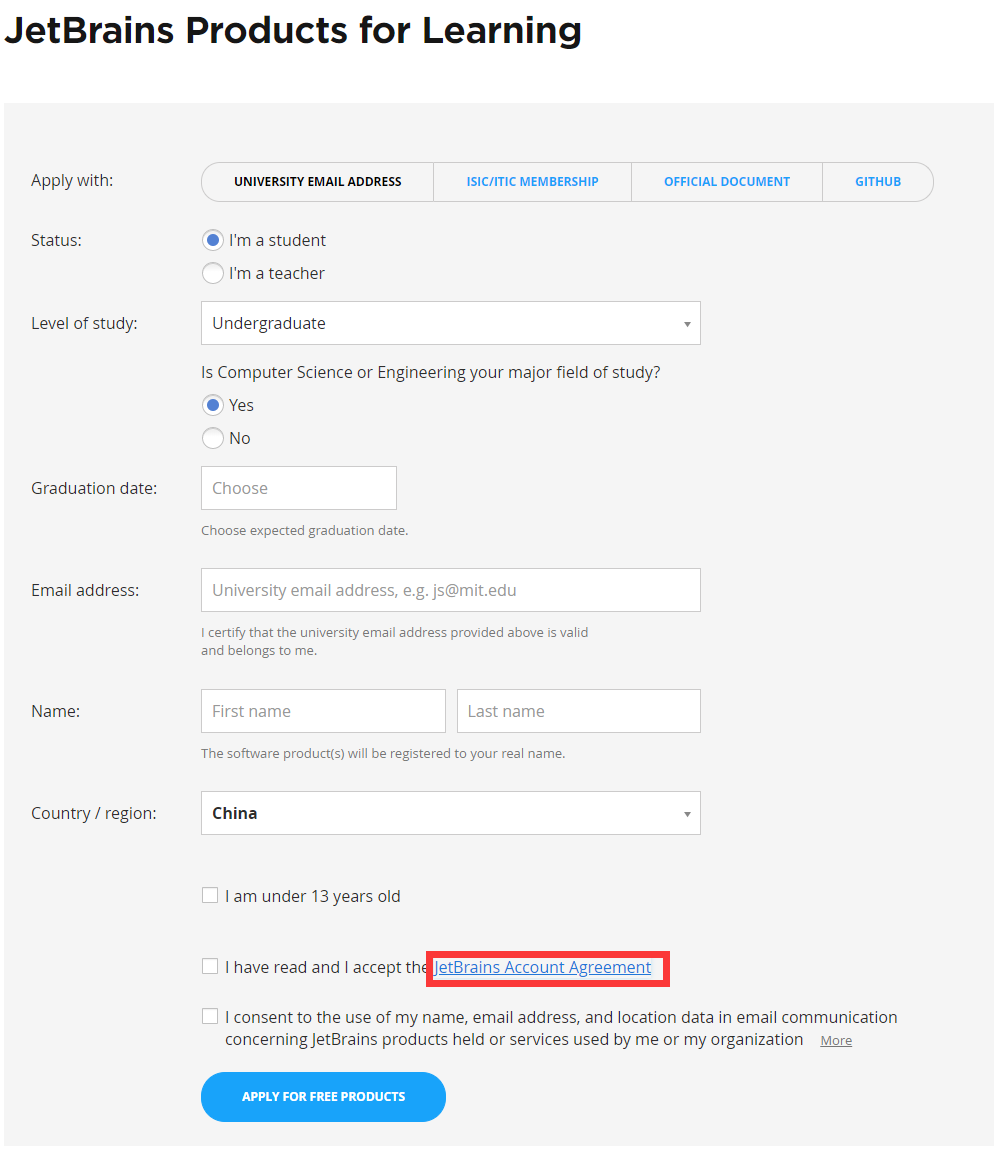 JetBrains Products for Learning
Apply with:
UNIVERSITY EMAIL ADDRESS
ISIC/ITIC MEMBERSHIP
OFFICIAL DOCUMENT
GITHUB
Status:
I'm a student
I'm a teacher
Level of study:
Undergraduate
Is Computer Science or Engineering your major field of study?
Yes
No
Graduation date:
Choose
Choose expected graduation date.
Email address:
University email address, e.g. js@mit.edu
I certify that the university email address provided above is valid
and belongs to me.
Name:
First name
Last name
The software product(s) will be registered to your real name.
Country / region:
China
I am under 13 years old
I have read and I accept the JetBrains Account Agreement
I consent to the use of my name, email address, and location data in email communication
concerning JetBrains products held or services used by me or my organization More
APPLY FOR FREE PRODUCTS